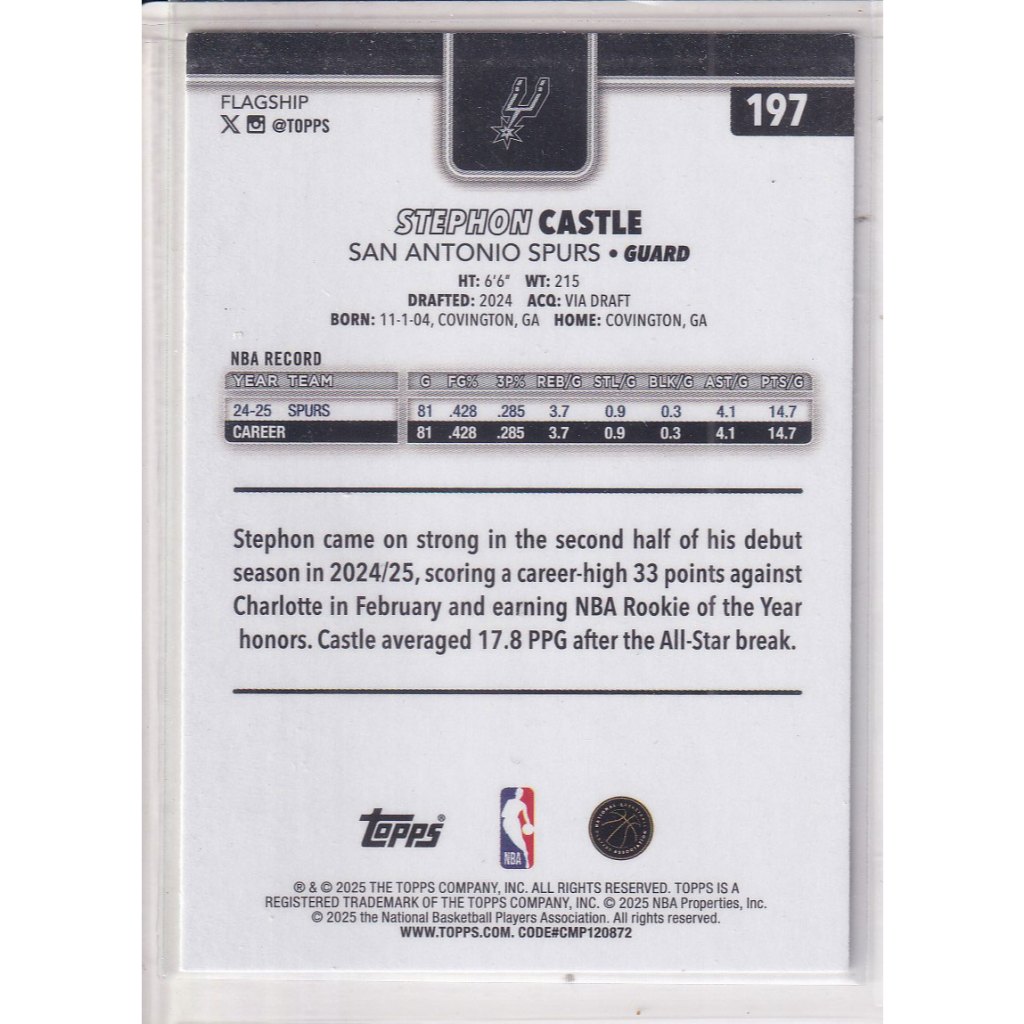 FLAGSHIP
197
X @TOPPS
STEPHON CASTLE
SAN ANTONIO SPURS • GUARD
HT: 6'6" WT: 215
DRAFTED: 2024 ACQ: VIA DRAFT
BORN: 11-1-04, COVINGTON, GA HOME: COVINGTON, GA
NBA RECORD
YEAR TEAM G FG% 3P% REB/G STL/G BLK/G AST/G PTS/G
24-25 SPURS 81 .428 .285 3.7 0.9 0.3 4.1 14.7
CAREER 81 .428 .285 3.7 0.9 0.3 4.1 14.7
Stephon came on strong in the second half of his debut
season in 2024/25, scoring a career-high 33 points against
Charlotte in February and earning NBA Rookie of the Year
honors. Castle averaged 17.8 PPG after the All-Star break.
TOPPS®
NBA
® & © 2025 THE TOPPS COMPANY, INC. ALL RIGHTS RESERVED. TOPPS IS A
REGISTERED TRADEMARK OF THE TOPPS COMPANY, INC. © 2025 NBA Properties, Inc.
© 2025 the National Basketball Players Association. All rights reserved.
WWW.TOPPS.COM. CODE#CMP120872